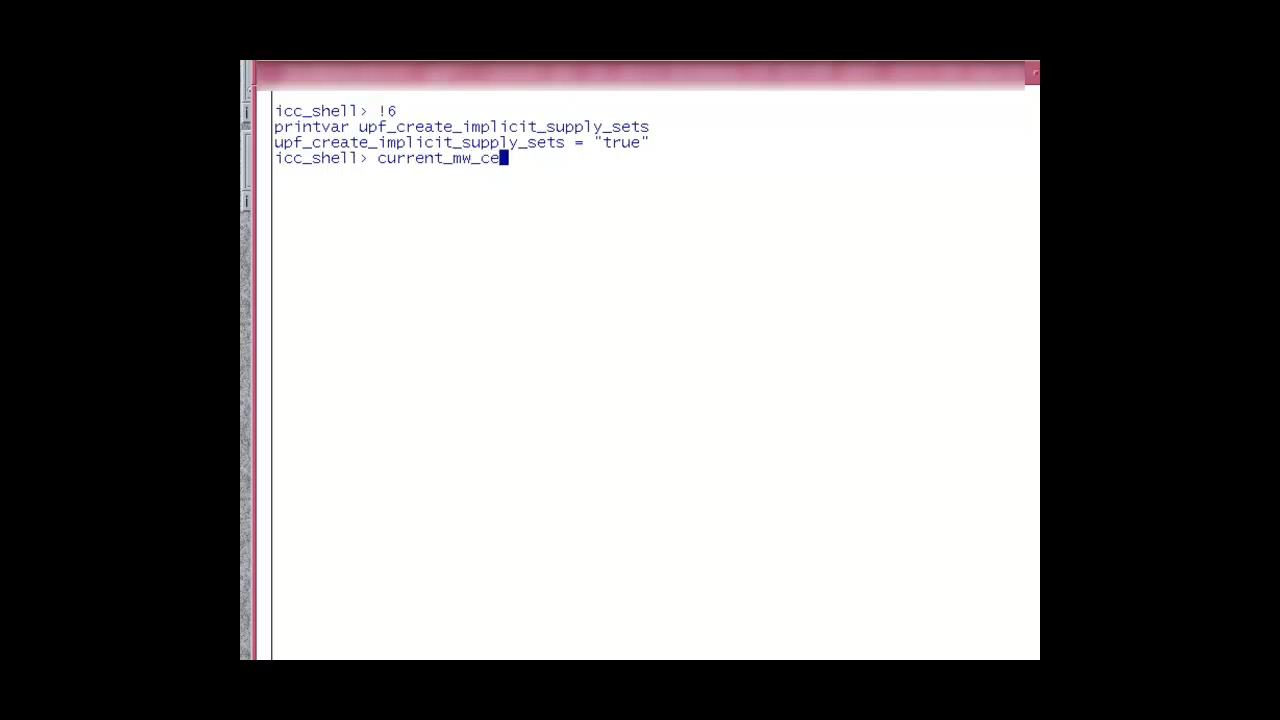 icc_shell> !6
printvar upf_create_implicit_supply_sets
upf_create_implicit_supply_sets = "true"
icc_shell> current_mw_ce